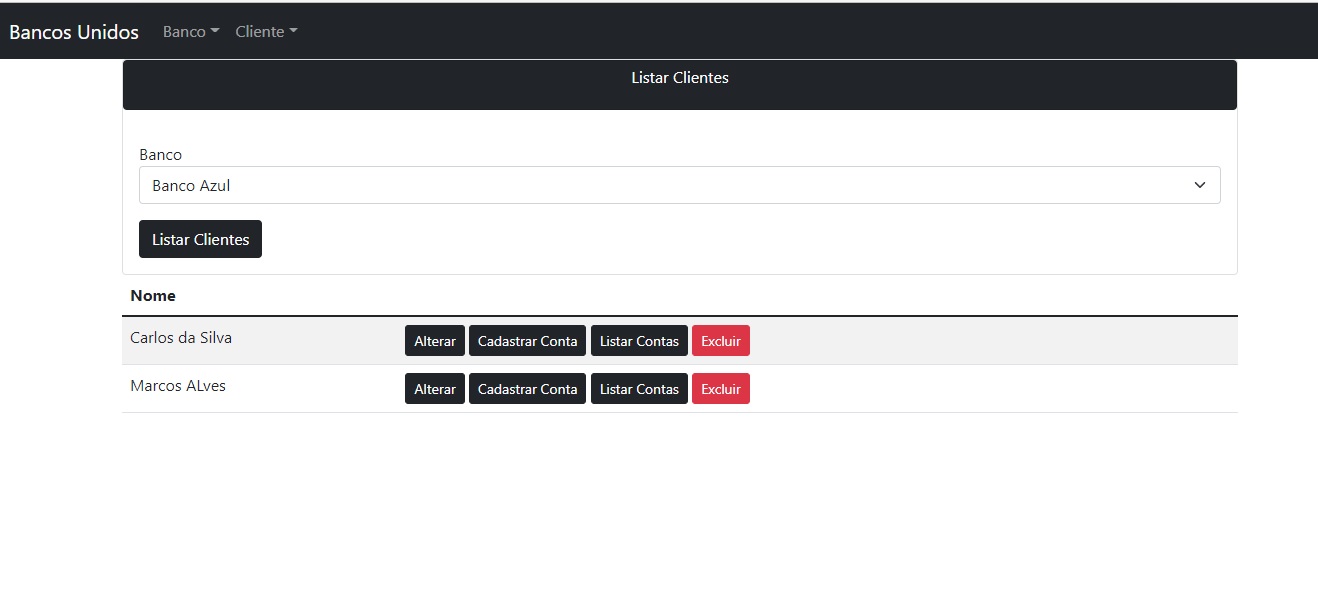 Bancos Unidos Banco Cliente
Listar Clientes
Banco
Banco Azul
Listar Clientes
Nome
Carlos da Silva Alterar Cadastrar Conta Listar Contas Excluir
Marcos ALves Alterar Cadastrar Conta Listar Contas Excluir